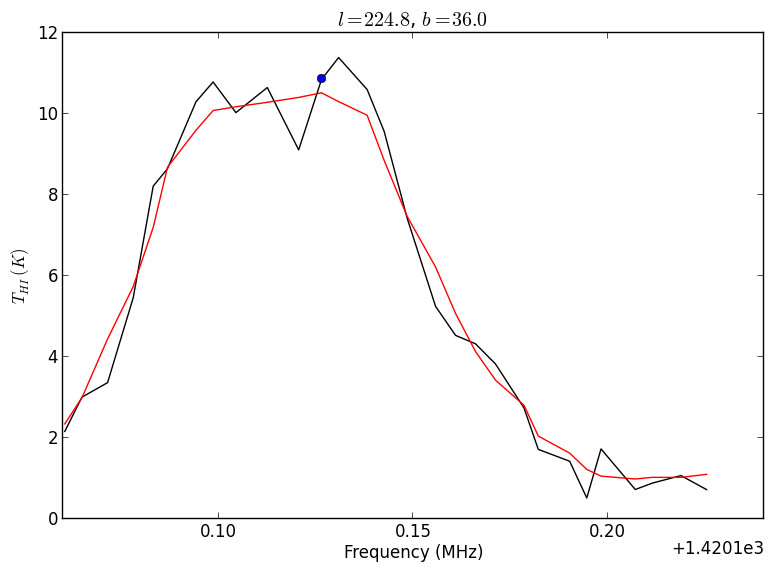 l = 224.8, b = 36.0
12
10
8
6
4
2
0
T_HI (K)
0.10 0.15 0.20
Frequency (MHz)
+1.4201e3